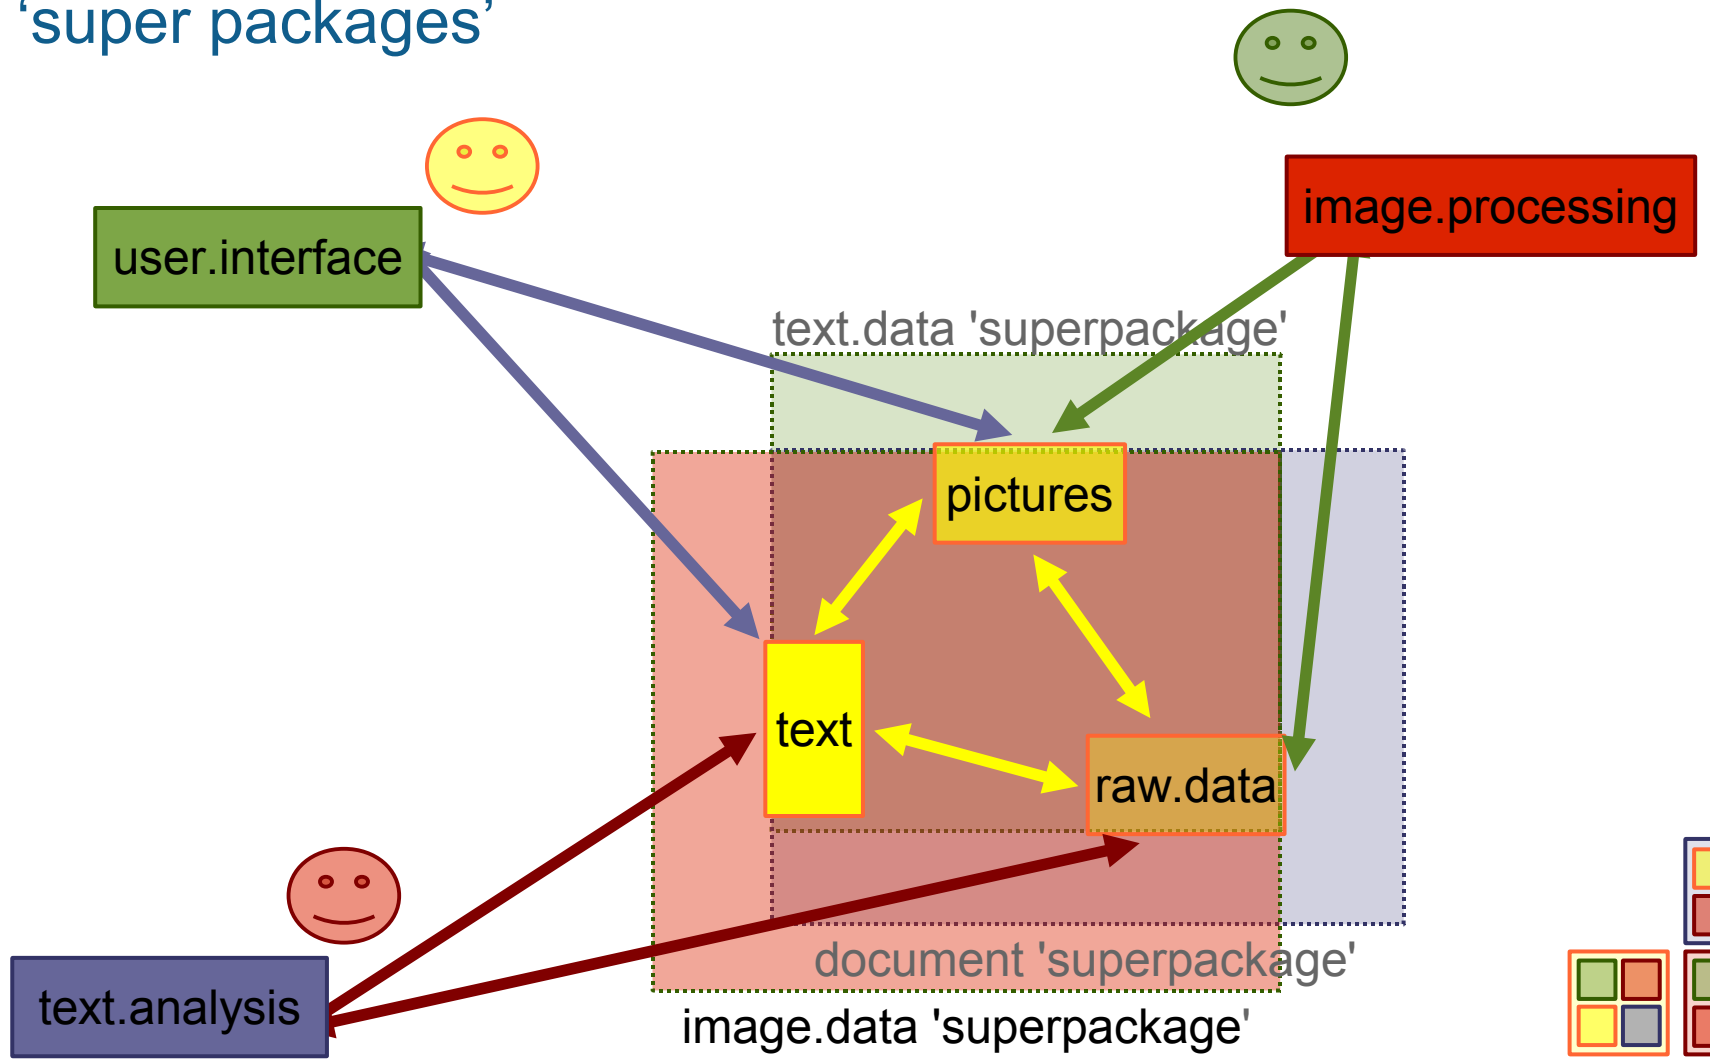 ‘super packages’
image.processing
user.interface
text.data 'superpackage'
pictures
text
raw.data
document 'superpackage'
text.analysis
image.data 'superpackage'